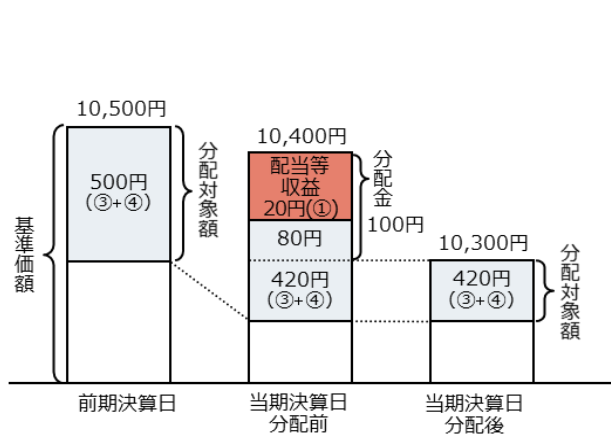 10,500円
500円
(③+④)
分配対象額
基準価額
前期決算日
10,400円
配当等
収益
20円(①)
80円
420円
(③+④)
分配金
100円
当期決算日
分配前
10,300円
420円
(③+④)
分配対象額
当期決算日
分配後